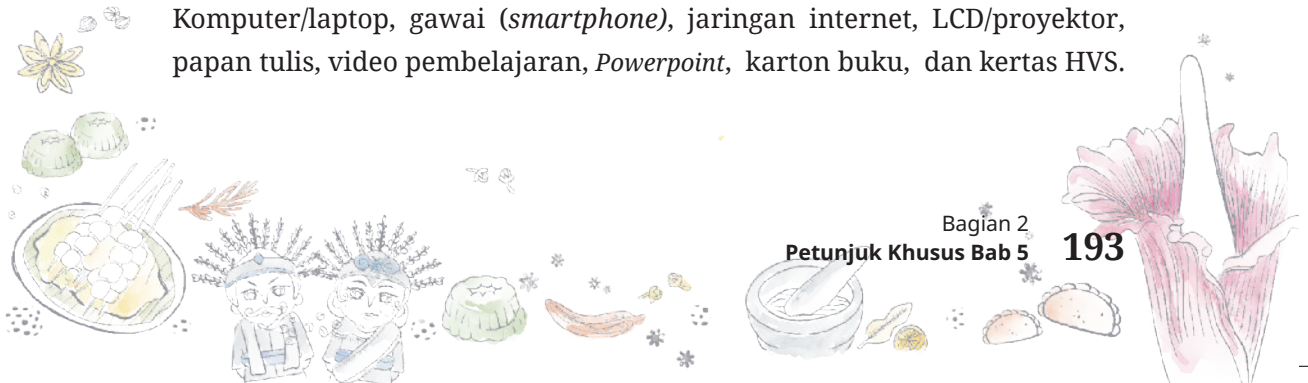 Komputer/laptop, gawai (smartphone), jaringan internet, LCD/proyektor,
papan tulis, video pembelajaran, Powerpoint, karton buku, dan kertas HVS.
Bagian 2
Petunjuk Khusus Bab 5 193